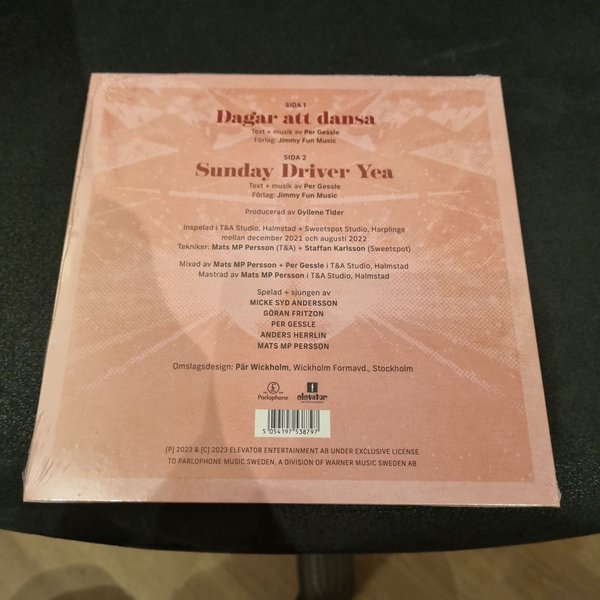 SIDA 1
Dagar att dansa
Text + musik av Per Gessle
Förlag: Jimmy Fun Music
SIDA 2
Sunday Driver Yea
Text + musik av Per Gessle
Förlag: Jimmy Fun Music
Producerad av Gyllene Tider
Inspelad i T&A Studio, Halmstad + Sweetspot Studio, Harplinge
mellan december 2021 och augusti 2022
Tekniker: Mats MP Persson (T&A) + Staffan Karlsson (Sweetspot)
Mixad av Mats MP Persson + Per Gessle i T&A Studio, Halmstad
Mastrad av Mats MP Persson i T&A Studio, Halmstad
Spelad + sjungen av
MICKE SYD ANDERSSON
GÖRAN FRITZON
PER GESSLE
ANDERS HERRLIN
MATS MP PERSSON
Omslagsdesign: Pär Wickholm, Wickholm Formavd., Stockholm
Parlophone
elevator
entertainment
5 054197 538797
[P] 2023 & [C] 2023 ELEVATOR ENTERTAINMENT AB UNDER EXCLUSIVE LICENSE
TO PARLOPHONE MUSIC SWEDEN, A DIVISION OF WARNER MUSIC SWEDEN AB